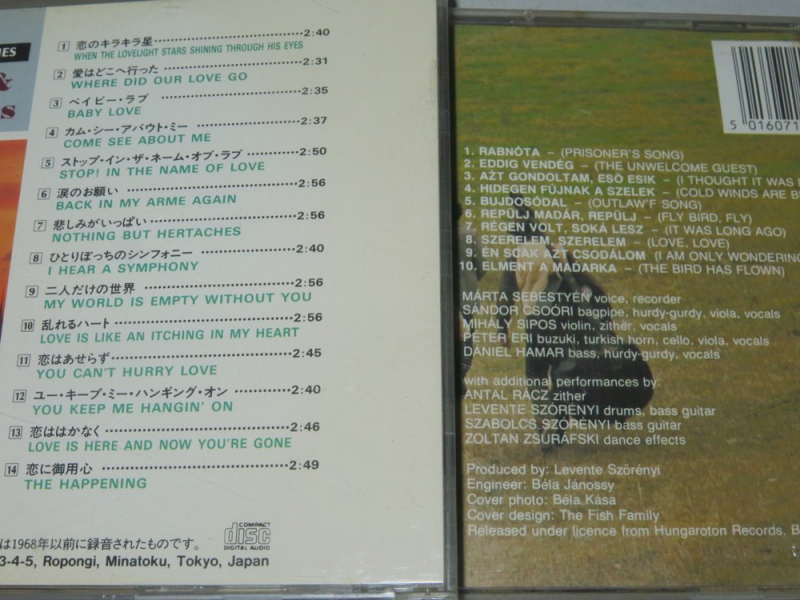 IES
&
s
1 恋のキラキラ星 2:40
WHEN THE LOVELIGHT STARS SHINING THROUGH HIS EYES
2 愛はどこへ行った 2:31
WHERE DID OUR LOVE GO
3 ベイビー・ラブ 2:35
BABY LOVE
4 カム・シー・アバウト・ミー 2:37
COME SEE ABOUT ME
5 ストップ・イン・ザ・ネーム・オブ・ラブ 2:50
STOP! IN THE NAME OF LOVE
6 涙のお願い 2:56
BACK IN MY ARME AGAIN
7 悲しみがいっぱい 2:56
NOTHING BUT HERTACHES
8 ひとりぼっちのシンフォニー 2:40
I HEAR A SYMPHONY
9 二人だけの世界 2:56
MY WORLD IS EMPTY WITHOUT YOU
10 乱れるハート 2:56
LOVE IS LIKE AN ITCHING IN MY HEART
11 恋はあせらず 2:45
YOU CAN'T HURRY LOVE
12 ユー・キープ・ミー・ハンギング・オン 2:40
YOU KEEP ME HANGIN' ON
13 恋ははかなく 2:46
LOVE IS HERE AND NOW YOU'RE GONE
14 恋に御用心 2:49
THE HAPPENING
は1968年以前に録音されたものです。
COMPACT
disc
DIGITAL AUDIO
3-4-5, Ropongi, Minatoku, Tokyo, Japan
5 016071
1. RABNÓTA – (PRISONER'S SONG)
2. EDDIG VENDÉG – (THE UNWELCOME GUEST)
3. AZT GONDOLTAM, ESÖ ESIK – (I THOUGHT IT WAS
4. HIDEGEN FÚJNAK A SZELEK – (COLD WINDS ARE
5. BUJDOSÓDAL – (OUTLAW'F SONG)
6. REPÜLJ MADÁR, REPÜLJ – (FLY BIRD, FLY)
7. RÉGEN VOLT, SOKÁ LESZ – (IT WAS LONG AGO)
8. SZERELEM, SZERELEM – (LOVE, LOVE)
9. ÉN SCAK AZT CSODÁLOM (I AM ONLY WONDERING
10. ELMENT A MADARKA – (THE BIRD HAS FLOWN)
MÁRTA SEBESTYÉN voice, recorder
SÁNDOR CSOÓRI bagpipe, hurdy-gurdy, viola, vocals
MIHÁLY SIPOS violin, zither, vocals
PÉTER ÉRI buzuki, turkish horn, cello, viola, vocals
DÁNIEL HAMAR bass, hurdy-gurdy, vocals
with additional performances by:
ANTAL RÁCZ zither
LEVENTE SZÖRÉNYI drums, bass guitar
SZABOLCS SZÖRÉNYI bass guitar
ZOLTAN ZSURÁFSKI dance effects
Produced by: Levente Szörényi
Engineer: Béla Jánossy
Cover photo: Béla Kása
Cover design: The Fish Family
Released under licence from Hungaroton Records, B